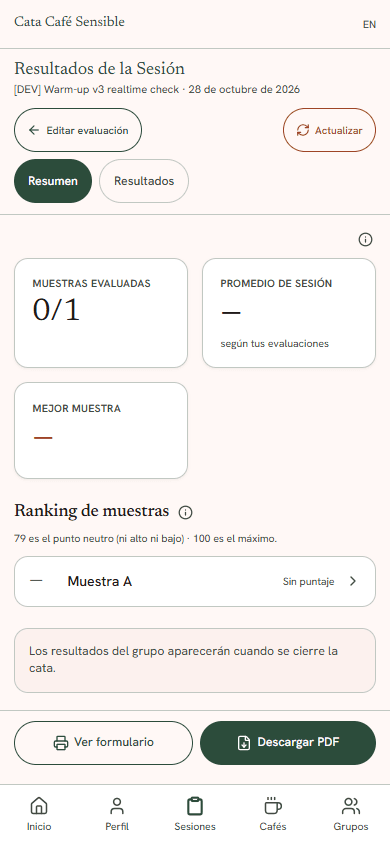 Cata Café Sensible
EN
Resultados de la Sesión
[DEV] Warm-up v3 realtime check · 28 de octubre de 2026
Editar evaluación
Actualizar
Resumen
Resultados
MUESTRAS EVALUADAS
0/1
PROMEDIO DE SESIÓN
—
según tus evaluaciones
MEJOR MUESTRA
—
Ranking de muestras
79 es el punto neutro (ni alto ni bajo) · 100 es el máximo.
— Muestra A Sin puntaje
Los resultados del grupo aparecerán cuando se cierre la
cata.
Ver formulario
Descargar PDF
Inicio
Perfil
Sesiones
Cafés
Grupos